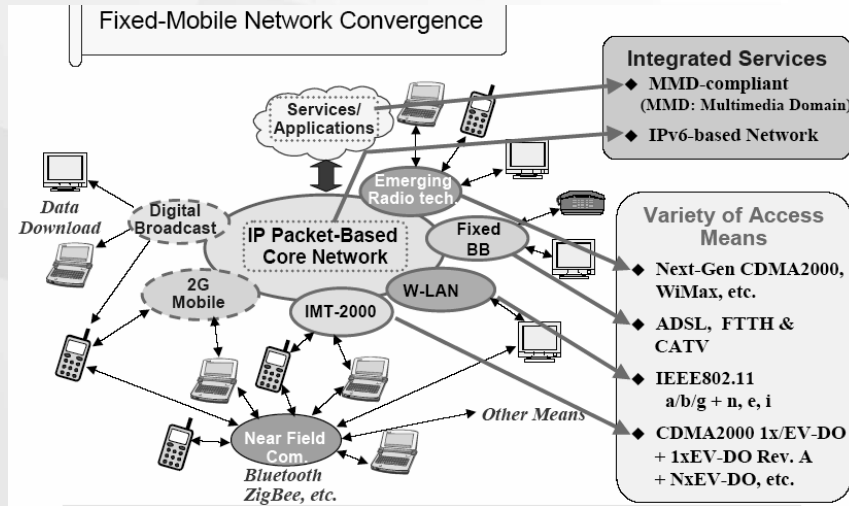 Fixed-Mobile Network Convergence
Integrated Services
◆ MMD-compliant
(MMD: Multimedia Domain)
◆ IPv6-based Network
Services/
Applications
Emerging
Radio tech.
Data
Download
Digital
Broadcast
IP Packet-Based
Core Network
Fixed
BB
2G
Mobile
W-LAN
IMT-2000
Near Field
Com.
Bluetooth
ZigBee, etc.
Other Means
Variety of Access
Means
◆ Next-Gen CDMA2000,
WiMax, etc.
◆ ADSL, FTTH &
CATV
◆ IEEE802.11
a/b/g + n, e, i
◆ CDMA2000 1x/EV-DO
+ 1xEV-DO Rev. A
+ NxEV-DO, etc.